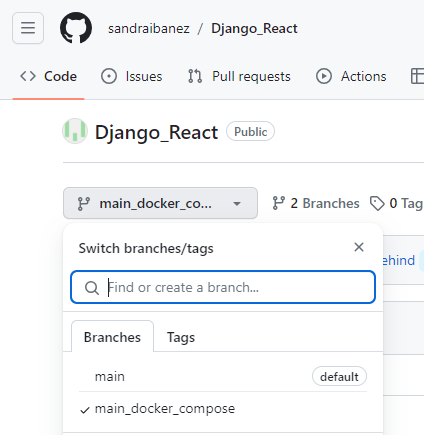 sandraibanez / Django_React
Code Issues Pull requests Actions
Django_React Public
main_docker_co... 2 Branches 0 Tag
Switch branches/tags
ehind
Find or create a branch...
Branches Tags
main default
main_docker_compose